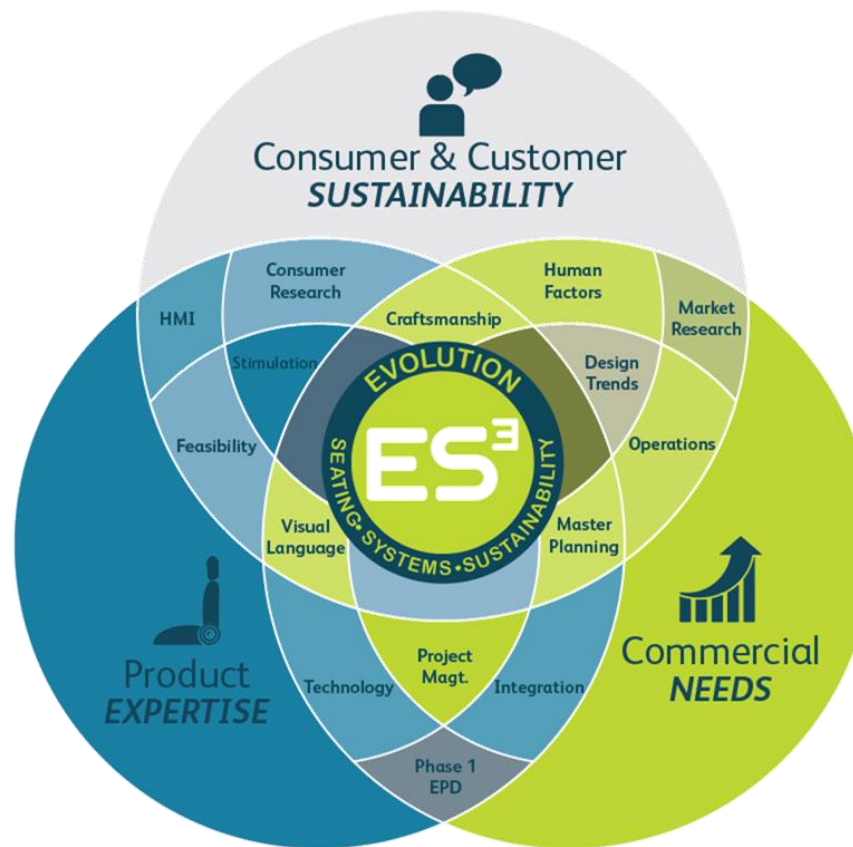 Consumer & Customer
SUSTAINABILITY
Consumer
Research
Human
Factors
HMI
Craftsmanship
Market
Research
Stimulation
Design
Trends
EVOLUTION
ES³
SEATING•SYSTEMS•SUSTAINABILITY
Feasibility
Operations
Visual
Language
Master
Planning
Product
EXPERTISE
Commercial
NEEDS
Project
Magt.
Technology
Integration
Phase 1
EPD